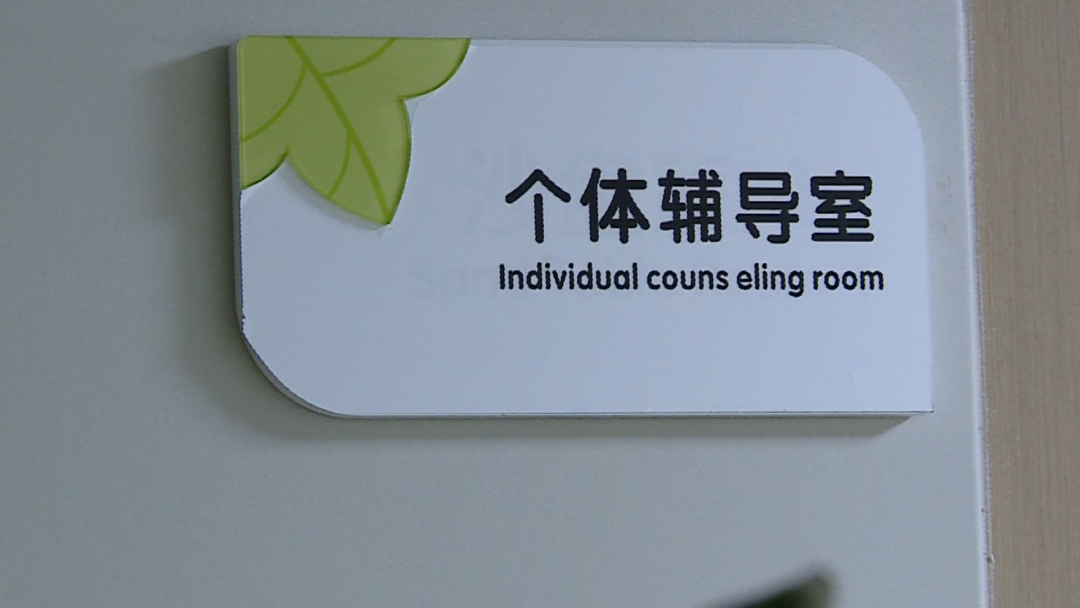 个体辅导室
Individual couns eling room